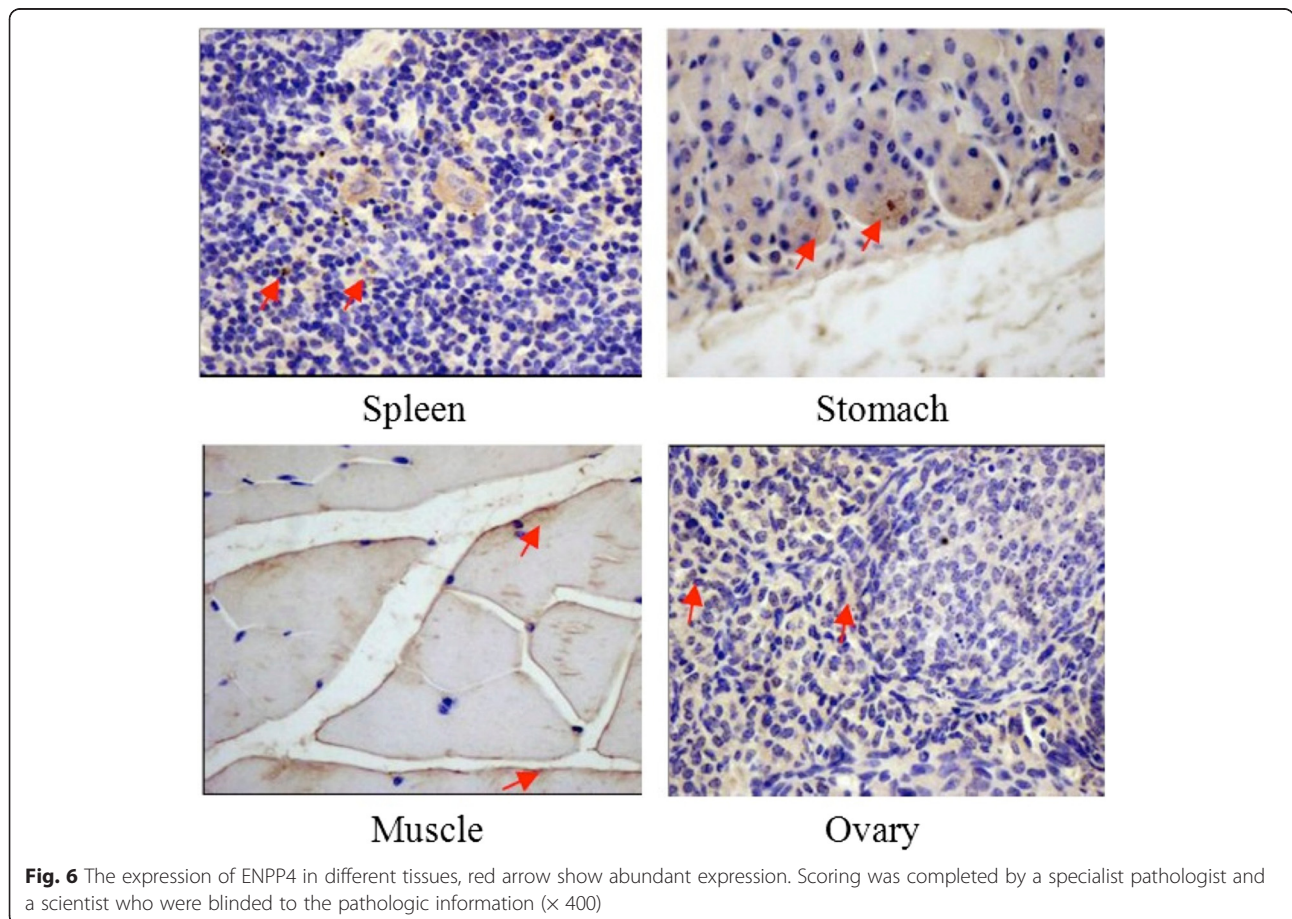 Spleen
Stomach
Muscle
Ovary
Fig. 6 The expression of ENPP4 in different tissues, red arrow show abundant expression. Scoring was completed by a specialist pathologist and
a scientist who were blinded to the pathologic information (× 400)